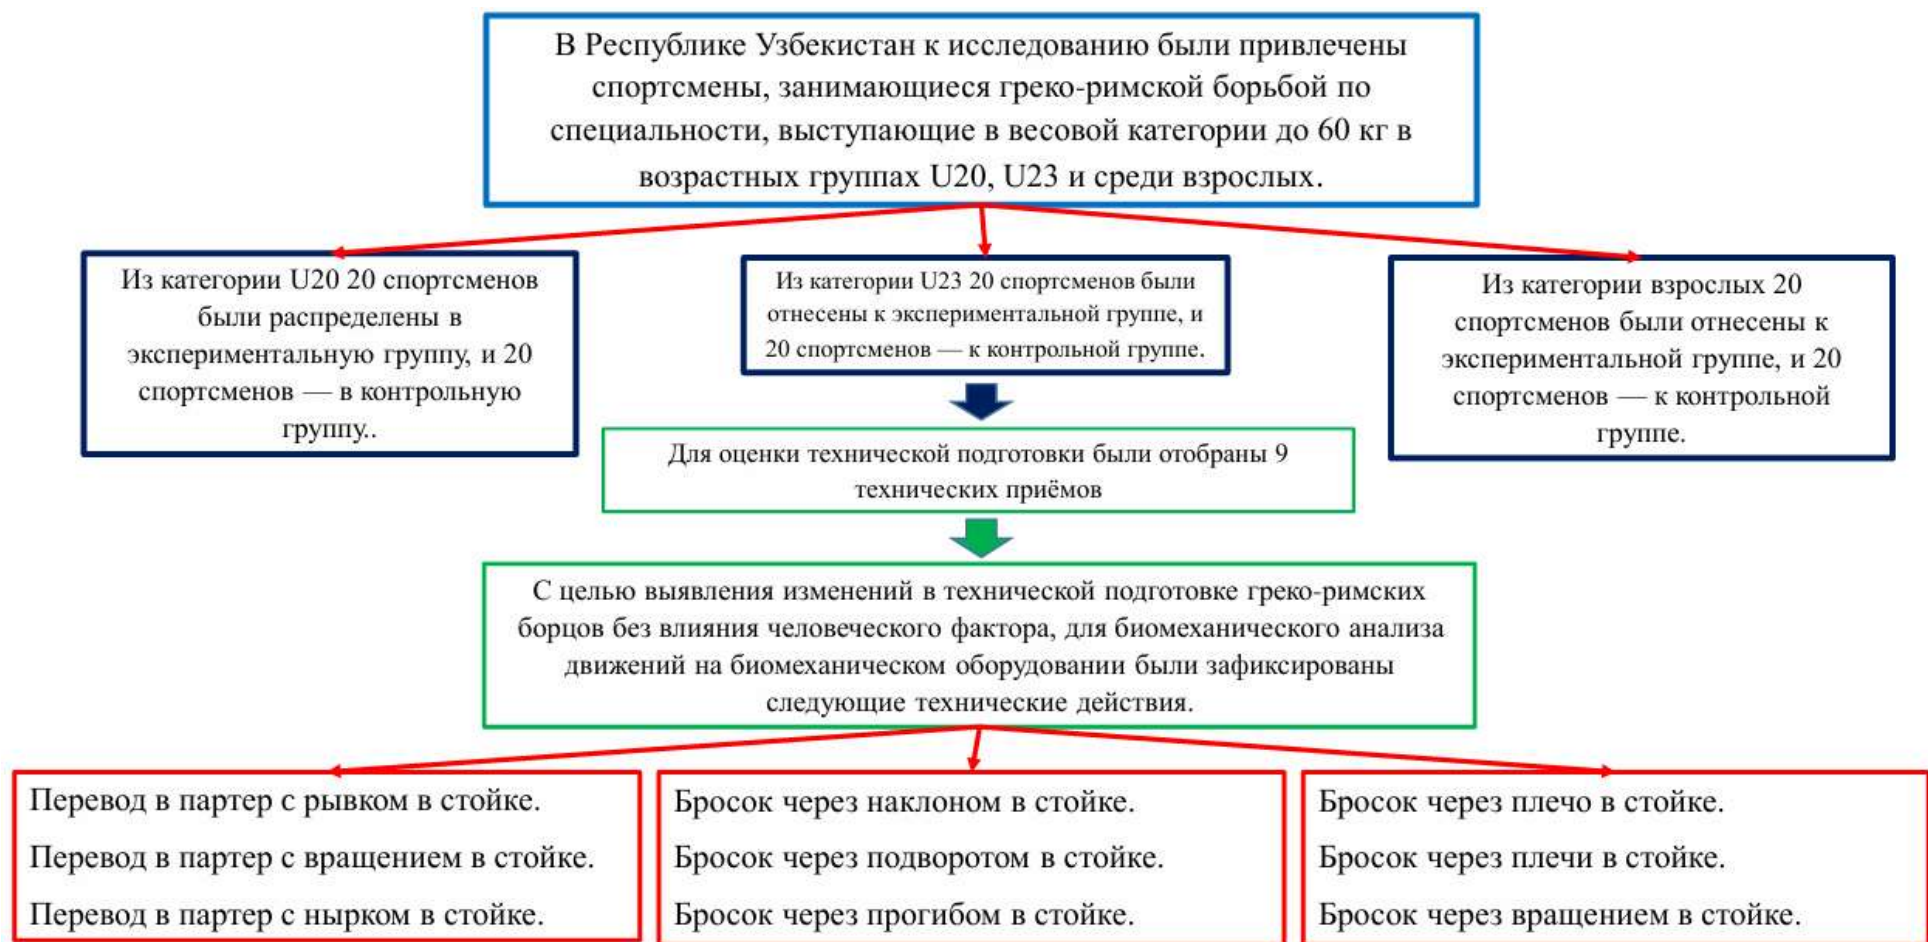 В Республике Узбекистан к исследованию были привлечены
спортсмены, занимающиеся греко-римской борьбой по
специальности, выступающие в весовой категории до 60 кг в
возрастных группах U20, U23 и среди взрослых.
Из категории U20 20 спортсменов
были распределены в
экспериментальную группу, и 20
спортсменов — в контрольную
группу..
Из категории U23 20 спортсменов были
отнесены к экспериментальной группе, и
20 спортсменов — к контрольной группе.
Из категории взрослых 20
спортсменов были отнесены к
экспериментальной группе, и 20
спортсменов — к контрольной
группе.
Для оценки технической подготовки были отобраны 9
технических приёмов
С целью выявления изменений в технической подготовке греко-римских
борцов без влияния человеческого фактора, для биомеханического анализа
движений на биомеханическом оборудовании были зафиксированы
следующие технические действия.
Перевод в партер с рывком в стойке.
Перевод в партер с вращением в стойке.
Перевод в партер с нырком в стойке.
Бросок через наклоном в стойке.
Бросок через подворотом в стойке.
Бросок через прогибом в стойке.
Бросок через плечо в стойке.
Бросок через плечи в стойке.
Бросок через вращением в стойке.